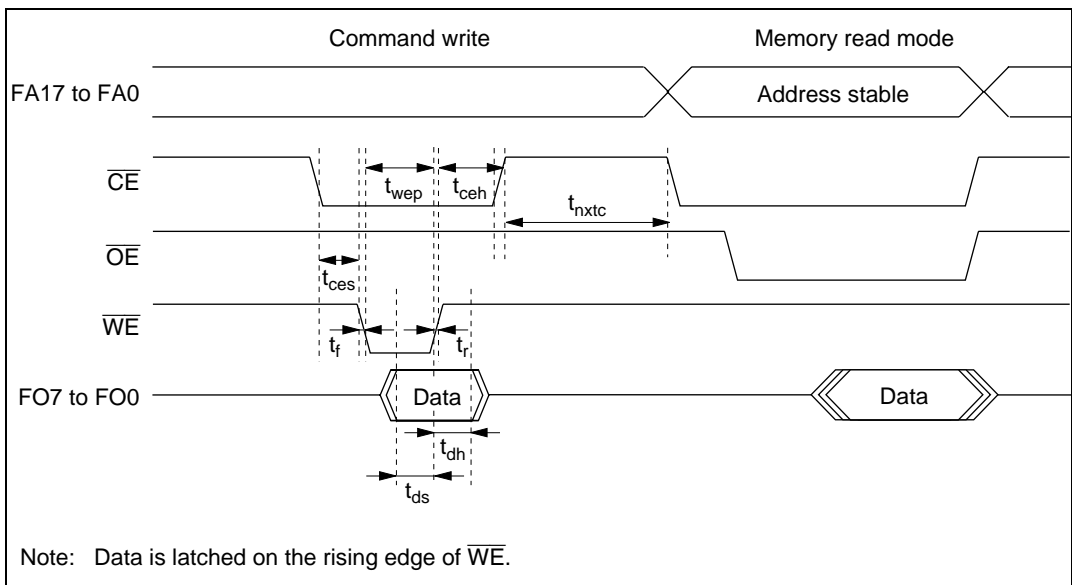 Command write
Memory read mode
FA17 to FA0
Address stable
CE
twep
tceh
tnxtc
OE
tces
WE
tf
tr
FO7 to FO0
Data
Data
tdh
tds
Note: Data is latched on the rising edge of WE.